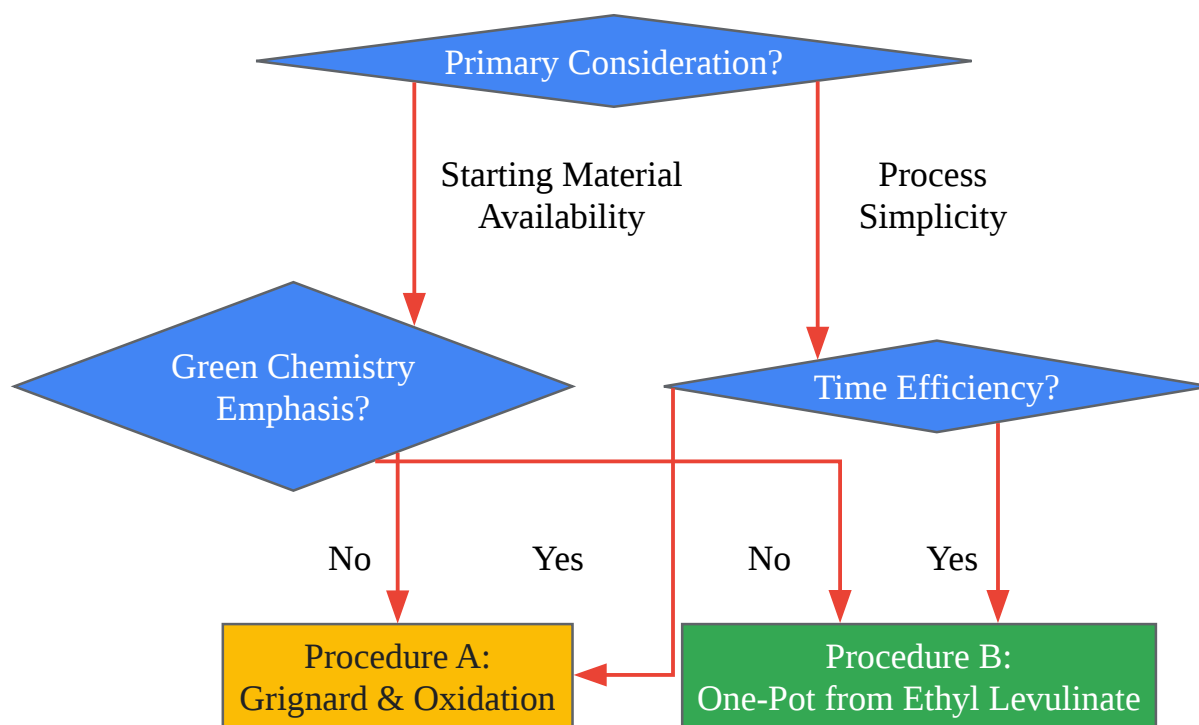 Primary Consideration?
Starting Material
Availability
Process
Simplicity
Green Chemistry
Emphasis?
Time Efficiency?
No
Yes
No
Yes
Procedure A:
Grignard & Oxidation
Procedure B:
One-Pot from Ethyl Levulinate